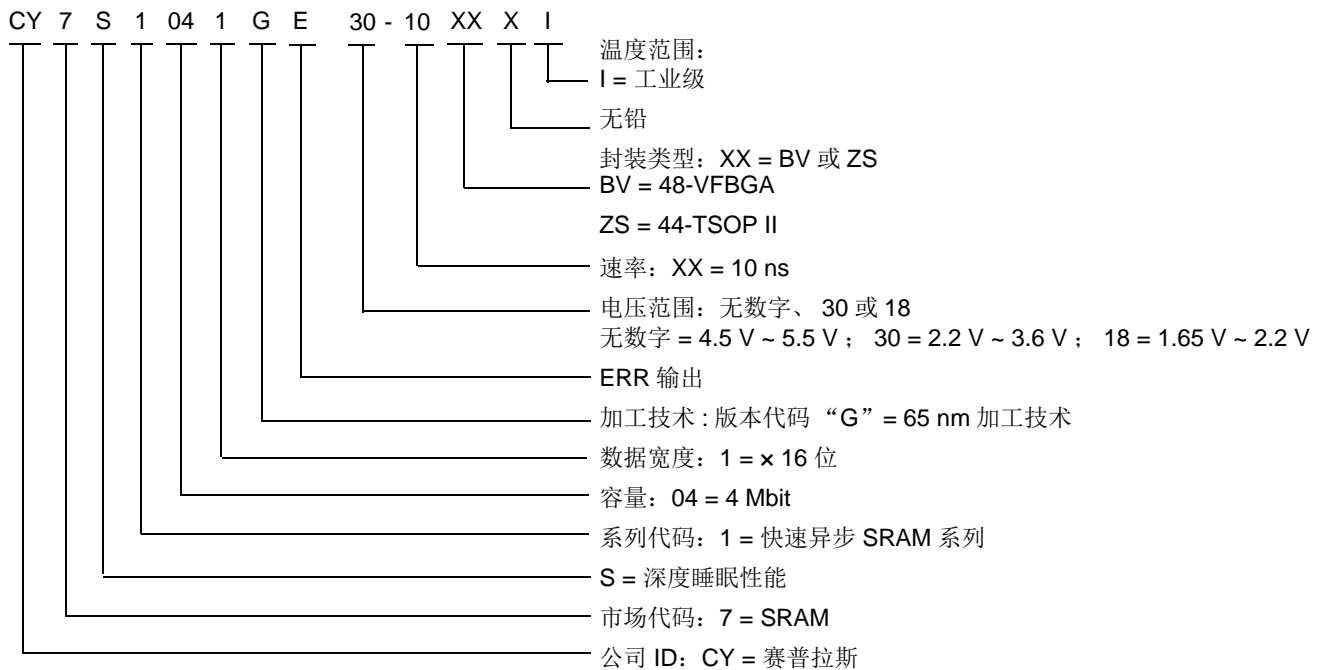 CY 7 S 1 04 1 G E 30 - 10 XX X I
温度范围：
I = 工业级
无铅
封装类型：XX = BV 或 ZS
BV = 48-VFBGA
ZS = 44-TSOP II
速率：XX = 10 ns
电压范围：无数字、 30 或 18
无数字 = 4.5 V ~ 5.5 V ； 30 = 2.2 V ~ 3.6 V ； 18 = 1.65 V ~ 2.2 V
ERR 输出
加工技术 : 版本代码 “G” = 65 nm 加工技术
数据宽度：1 = × 16 位
容量：04 = 4 Mbit
系列代码：1 = 快速异步 SRAM 系列
S = 深度睡眠性能
市场代码：7 = SRAM
公司 ID：CY = 赛普拉斯